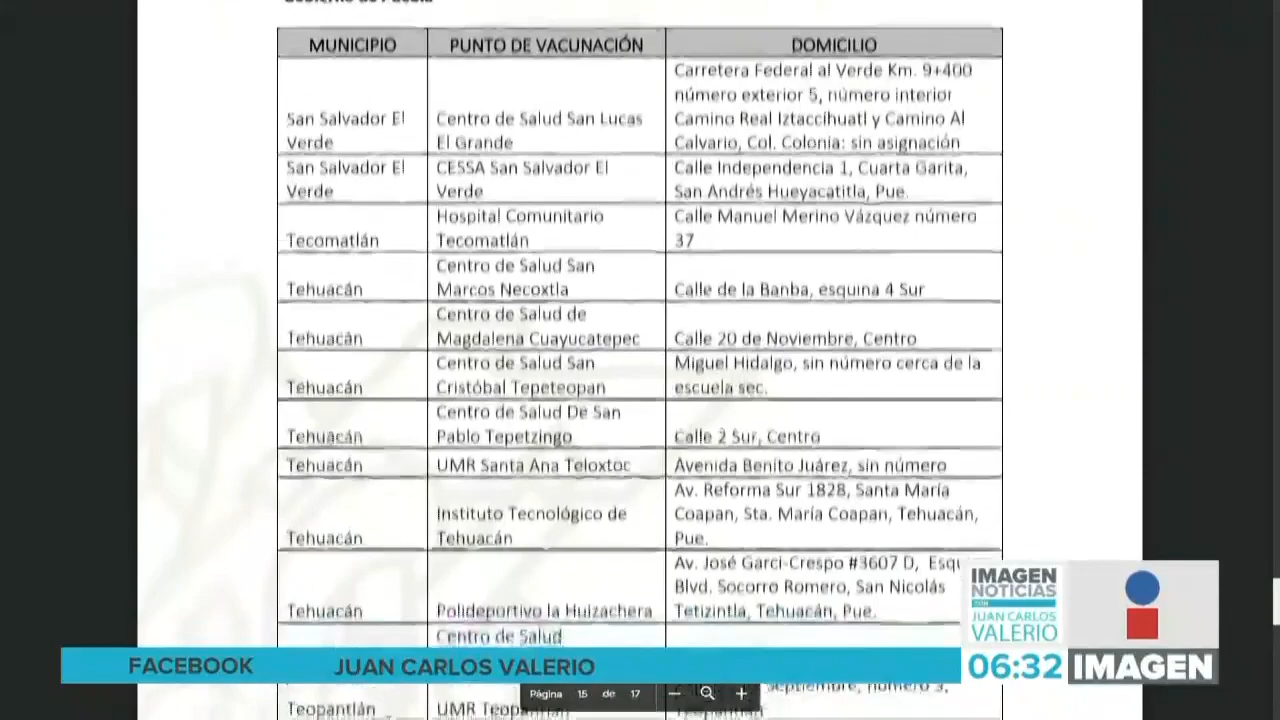 MUNICIPIO
PUNTO DE VACUNACIÓN
DOMICILIO
San Salvador El
Verde
Centro de Salud San Lucas
El Grande
Carretera Federal al Verde Km. 9+400
número exterior 5, número interior
Camino Real Iztaccihuatl y Camino Al
Calvario, Col. Colonia: sin asignación
San Salvador El
Verde
CESSA San Salvador El
Verde
Calle Independencia 1, Cuarta Garita,
San Andrés Hueyacatitla, Pue.
Tecomatlán
Hospital Comunitario
Tecomatlán
Calle Manuel Merino Vázquez número
37
Tehuacán
Centro de Salud San
Marcos Necoxtla
Calle de la Banba, esquina 4 Sur
Tehuacán
Centro de Salud de
Magdalena Cuayucatepec
Calle 20 de Noviembre, Centro
Tehuacán
Centro de Salud San
Cristóbal Tepeteopan
Miguel Hidalgo, sin número cerca de la
escuela sec.
Tehuacán
Centro de Salud De San
Pablo Tepetzingo
Calle 2 Sur, Centro
Tehuacán
UMR Santa Ana Teloxtoc
Avenida Benito Juárez, sin número
Tehuacán
Instituto Tecnológico de
Tehuacán
Av. Reforma Sur 1828, Santa María
Coapan, Sta. María Coapan, Tehuacán,
Pue.
Tehuacán
Polideportivo la Huizachera
Av. José Garci-Crespo #3607 D, Esqu
Blvd. Socorro Romero, San Nicolás
Tetizintla, Tehuacán, Pue.
Centro de Salud
Teopantlán
UMR Teopantlán
IMAGEN
NOTICIAS
CON
JUAN CARLOS
VALERIO
FACEBOOK JUAN CARLOS VALERIO
06:32 IMAGEN
Página 15 de 17